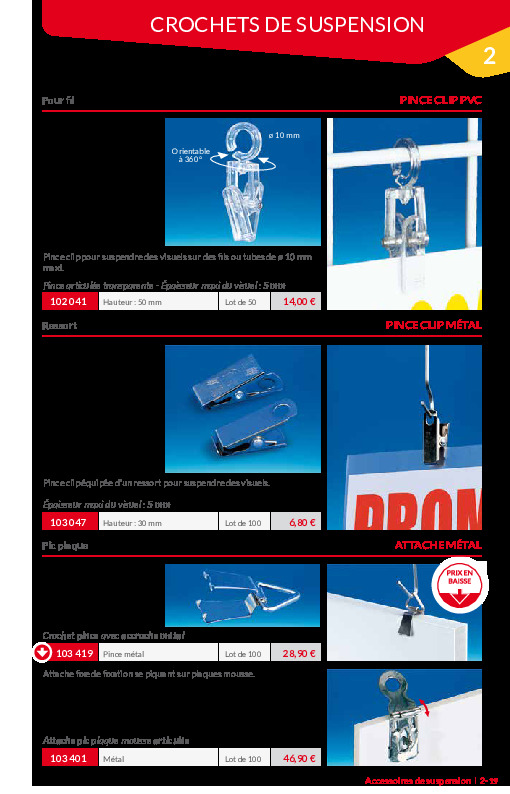 CROCHETS DE SUSPENSION
2
Pour fil
PINCE CLIP PVC
ø 10 mm
Orientable
à 360°
Pince clip pour suspendre des visuels sur des fils ou tubes de ø 10 mm
maxi.
Pince articulée transparente - Épaisseur maxi du visuel : 5 mm
102 041 Hauteur : 50 mm Lot de 50 14,00 €
Ressort
PINCE CLIP MÉTAL
Pince clip équipée d'un ressort pour suspendre des visuels.
PROM
Épaisseur maxi du visuel : 5 mm
103 047 Hauteur : 30 mm Lot de 100 6,80 €
Pic plaque
ATTACHE MÉTAL
PRIX EN
BAISSE
Crochet pince avec accroche métal
103 419 Pince métal Lot de 100 28,90 €
Attache fixe de fixation se piquant sur plaques mousse.
Attache pic plaque mousse articulée
103 401 Métal Lot de 100 46,90 €
Accessoires de suspension | 2-19